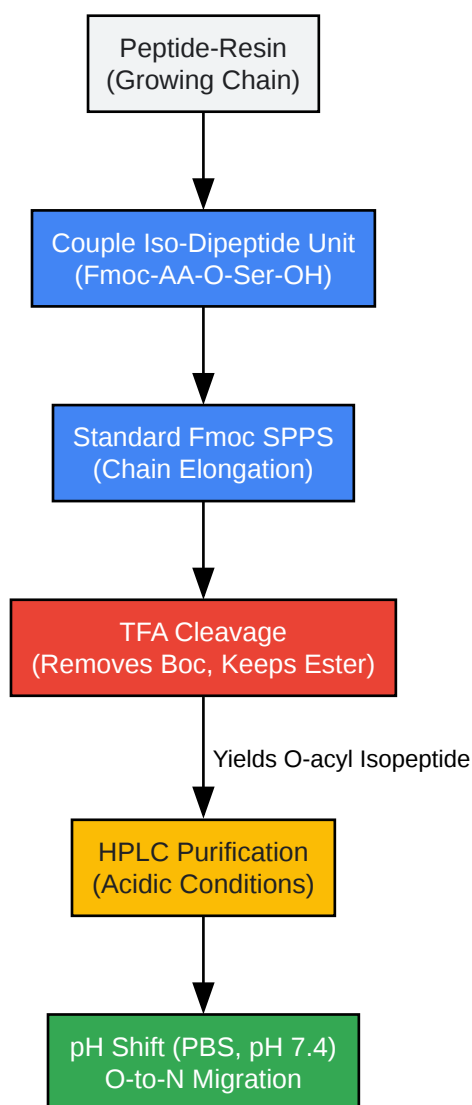 Peptide-Resin
(Growing Chain)
Couple Iso-Dipeptide Unit
(Fmoc-AA-O-Ser-OH)
Standard Fmoc SPPS
(Chain Elongation)
TFA Cleavage
(Removes Boc, Keeps Ester)
Yields O-acyl Isopeptide
HPLC Purification
(Acidic Conditions)
pH Shift (PBS, pH 7.4)
O-to-N Migration